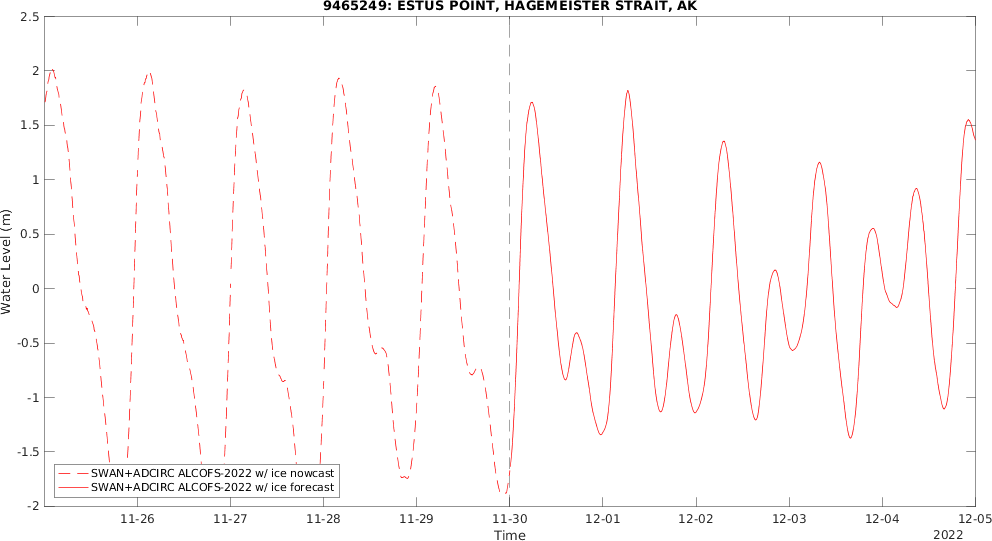 9465249: ESTUS POINT, HAGEMEISTER STRAIT, AK
2.5
2
1.5
1
0.5
0
-0.5
-1
-1.5
-2
Water Level (m)
SWAN+ADCIRC ALCOFS-2022 w/ ice nowcast
SWAN+ADCIRC ALCOFS-2022 w/ ice forecast
11-26 11-27 11-28 11-29 11-30 12-01 12-02 12-03 12-04 12-05
Time
2022